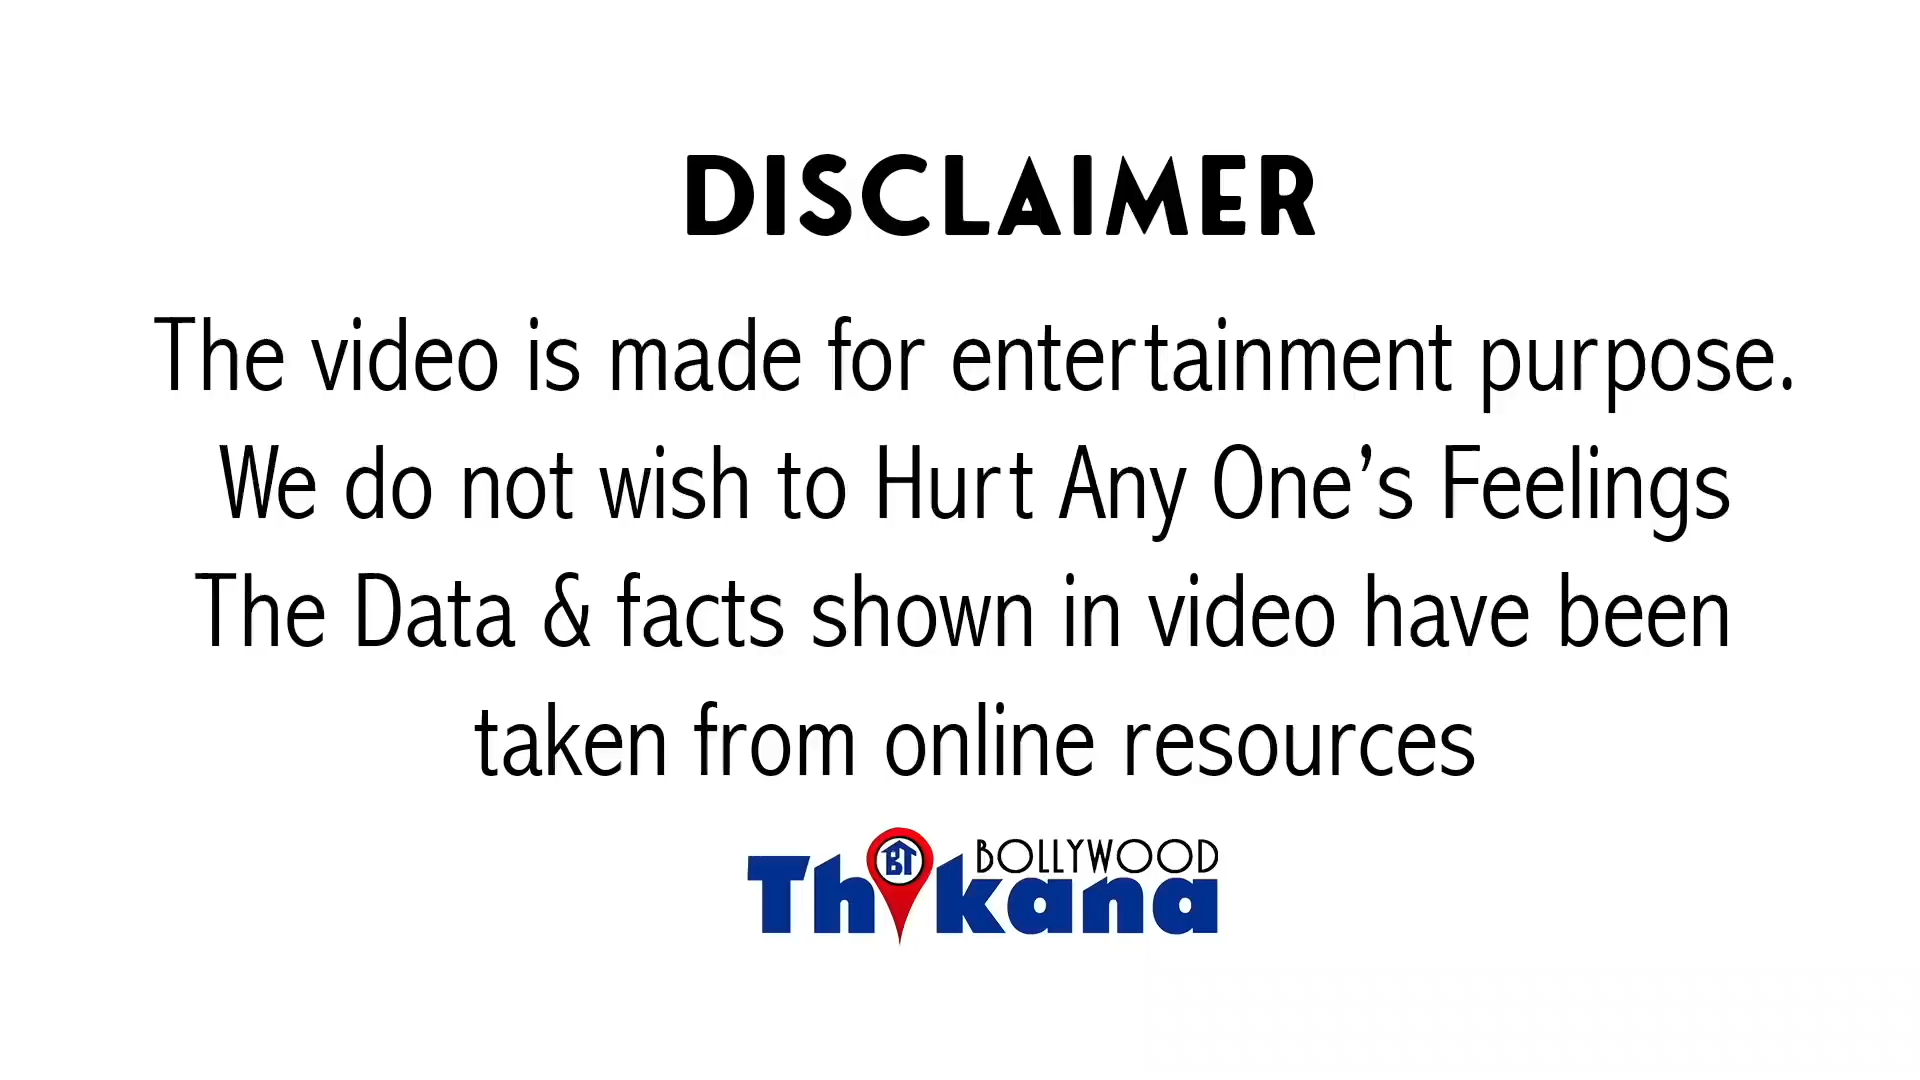 DISCLAIMER
The video is made for entertainment purpose.
We do not wish to Hurt Any One’s Feelings
The Data & facts shown in video have been
taken from online resources
BT BOLLYWOOD
Thikana